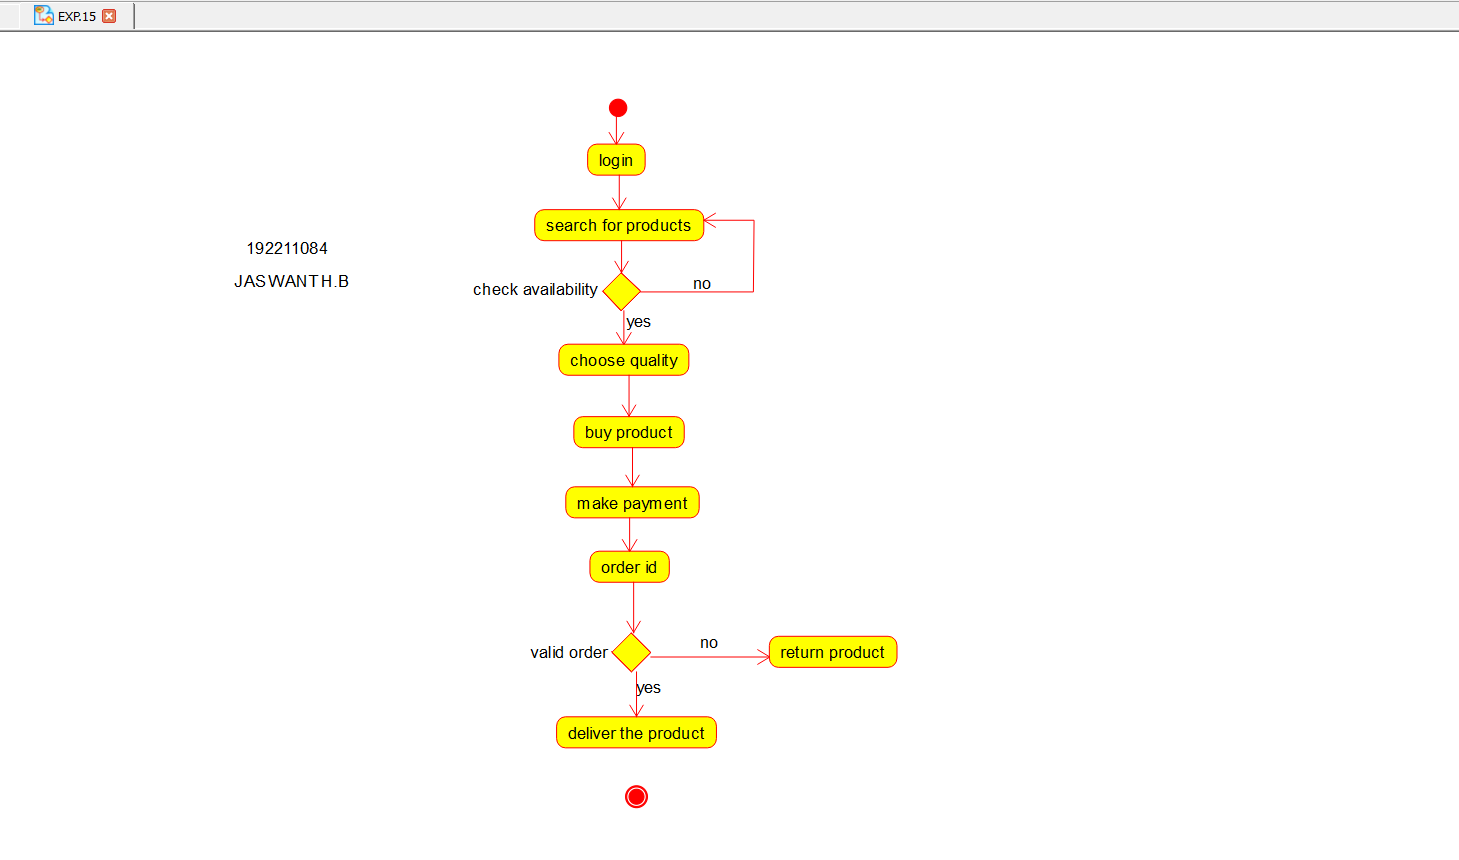 EXP.15
login
search for products
192211084
JASWANTH.B
check availability
no
yes
choose quality
buy product
make payment
order id
valid order
no
return product
yes
deliver the product